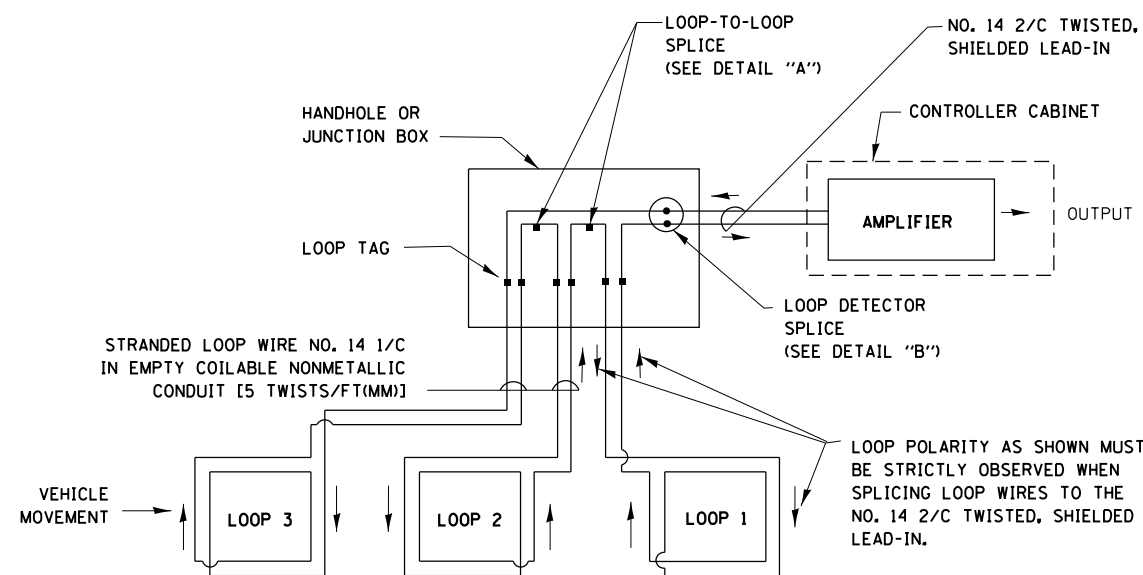 LOOP-TO-LOOP
SPLICE
(SEE DETAIL "A")
NO. 14 2/C TWISTED,
SHIELDED LEAD-IN
HANDHOLE OR
JUNCTION BOX
CONTROLLER CABINET
AMPLIFIER
OUTPUT
LOOP TAG
LOOP DETECTOR
SPLICE
(SEE DETAIL "B")
STRANDED LOOP WIRE NO. 14 1/C
IN EMPTY COILABLE NONMETALLIC
CONDUIT [5 TWISTS/FT(MM)]
LOOP POLARITY AS SHOWN MUST
BE STRICTLY OBSERVED WHEN
SPLICING LOOP WIRES TO THE
NO. 14 2/C TWISTED, SHIELDED
LEAD-IN.
VEHICLE
MOVEMENT
LOOP 3
LOOP 2
LOOP 1